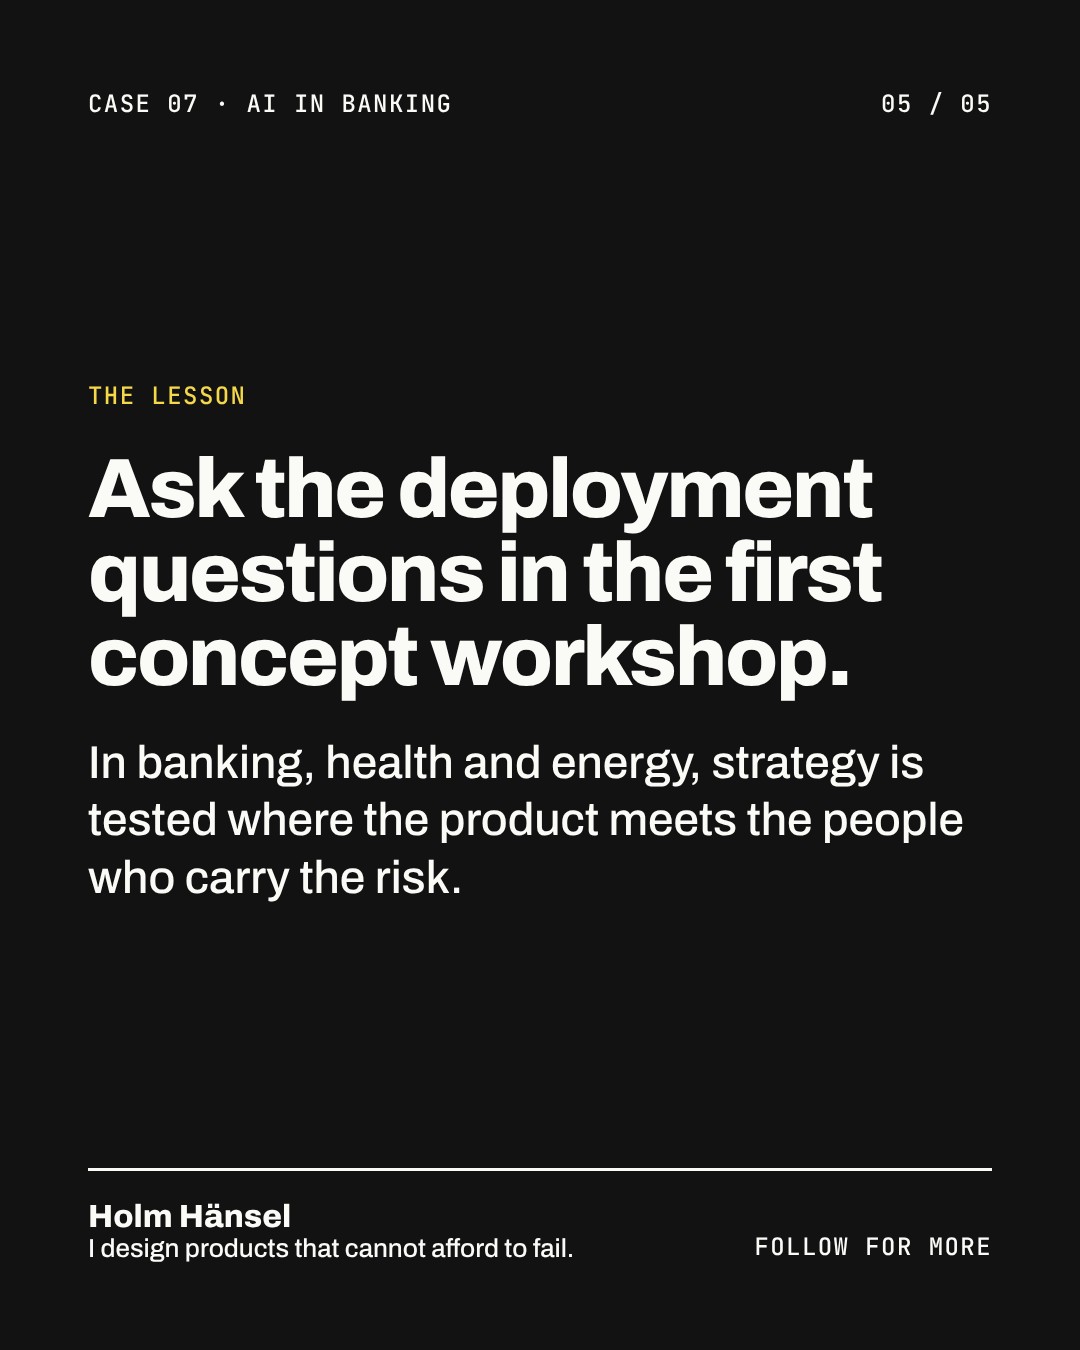 CASE 07 · AI IN BANKING
05 / 05
THE LESSON
Ask the deployment
questions in the first
concept workshop.
In banking, health and energy, strategy is
tested where the product meets the people
who carry the risk.
Holm Hänsel
I design products that cannot afford to fail.
FOLLOW FOR MORE